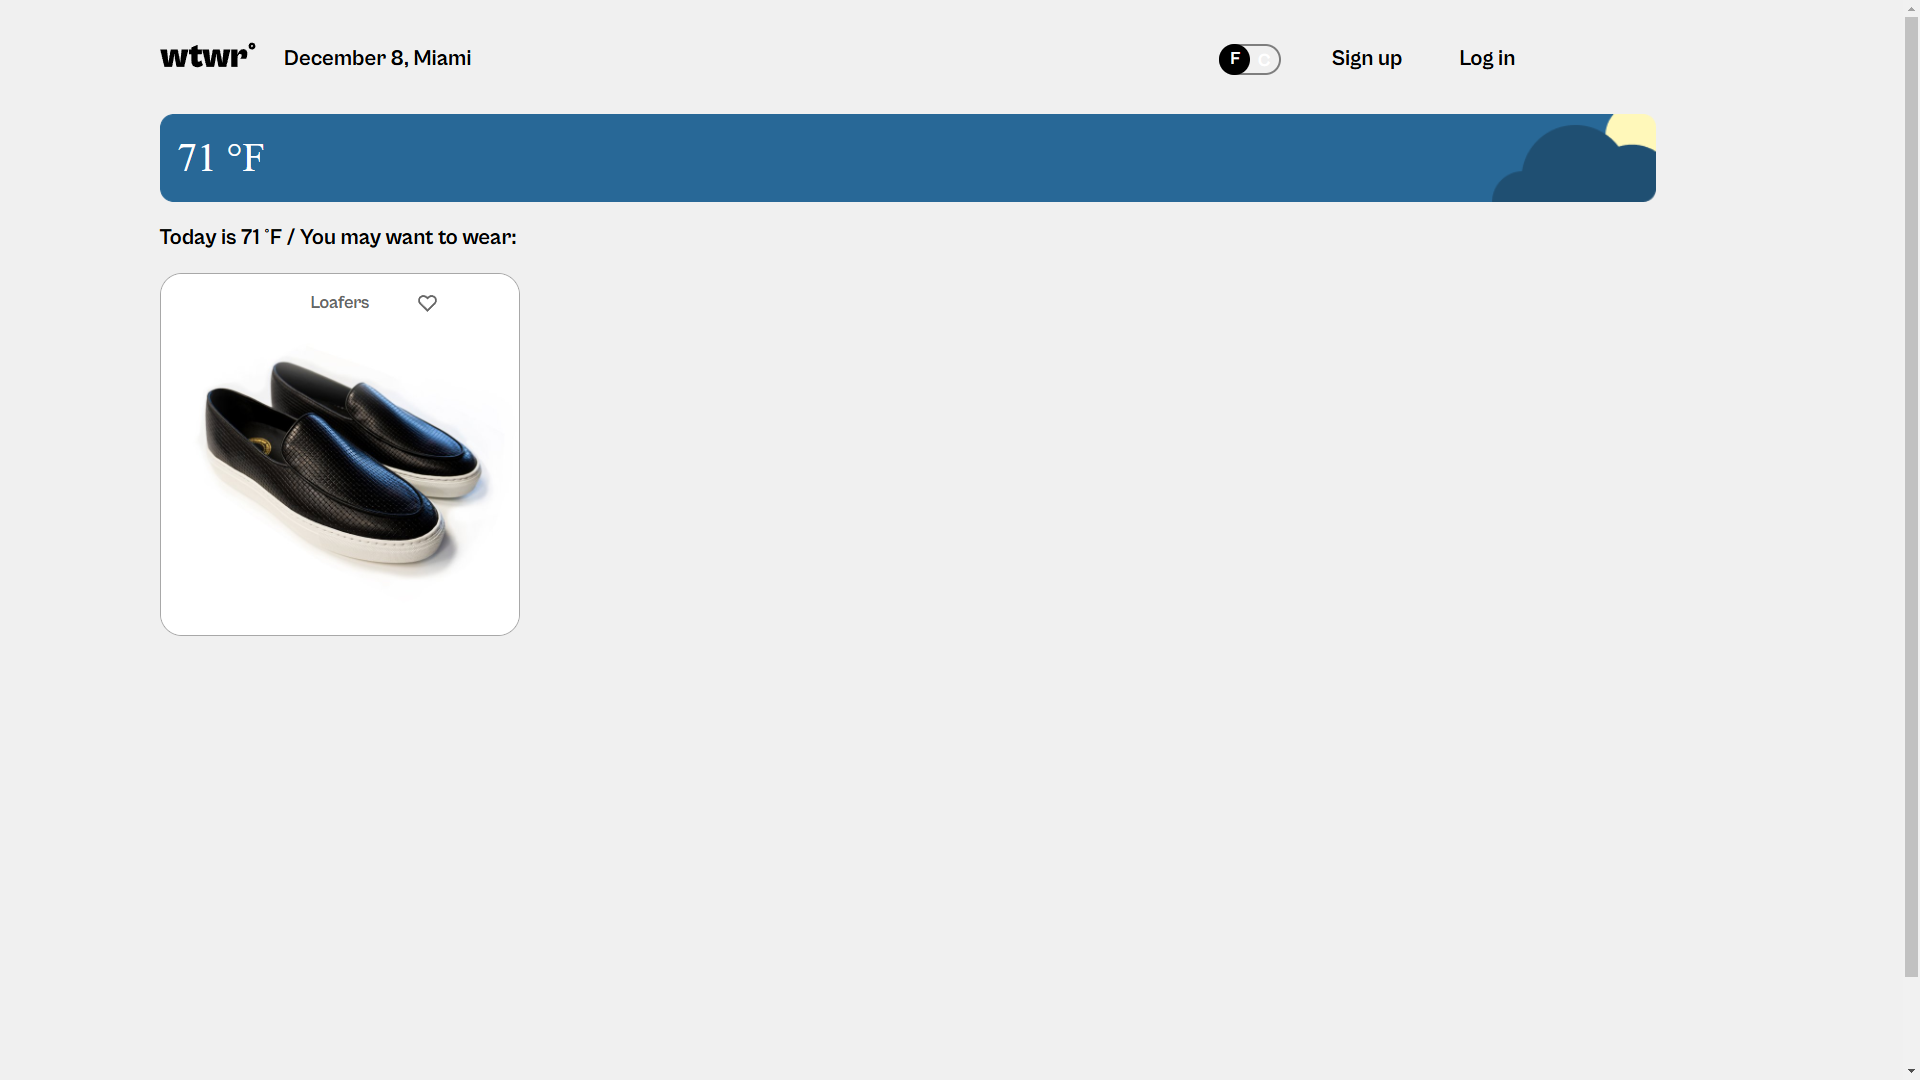 wtwr° December 8, Miami F C Sign up Log in
71 °F
Today is 71 °F / You may want to wear:
Loafers